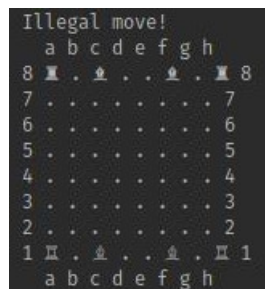 Illegal move!
a b c d e f g h
8 ♜ . ♝ . . ♝ . ♜ 8
7 . . . . . . . . 7
6 . . . . . . . . 6
5 . . . . . . . . 5
4 . . . . . . . . 4
3 . . . . . . . . 3
2 . . . . . . . . 2
1 ♖ . ♗ . . ♗ . ♖ 1
a b c d e f g h